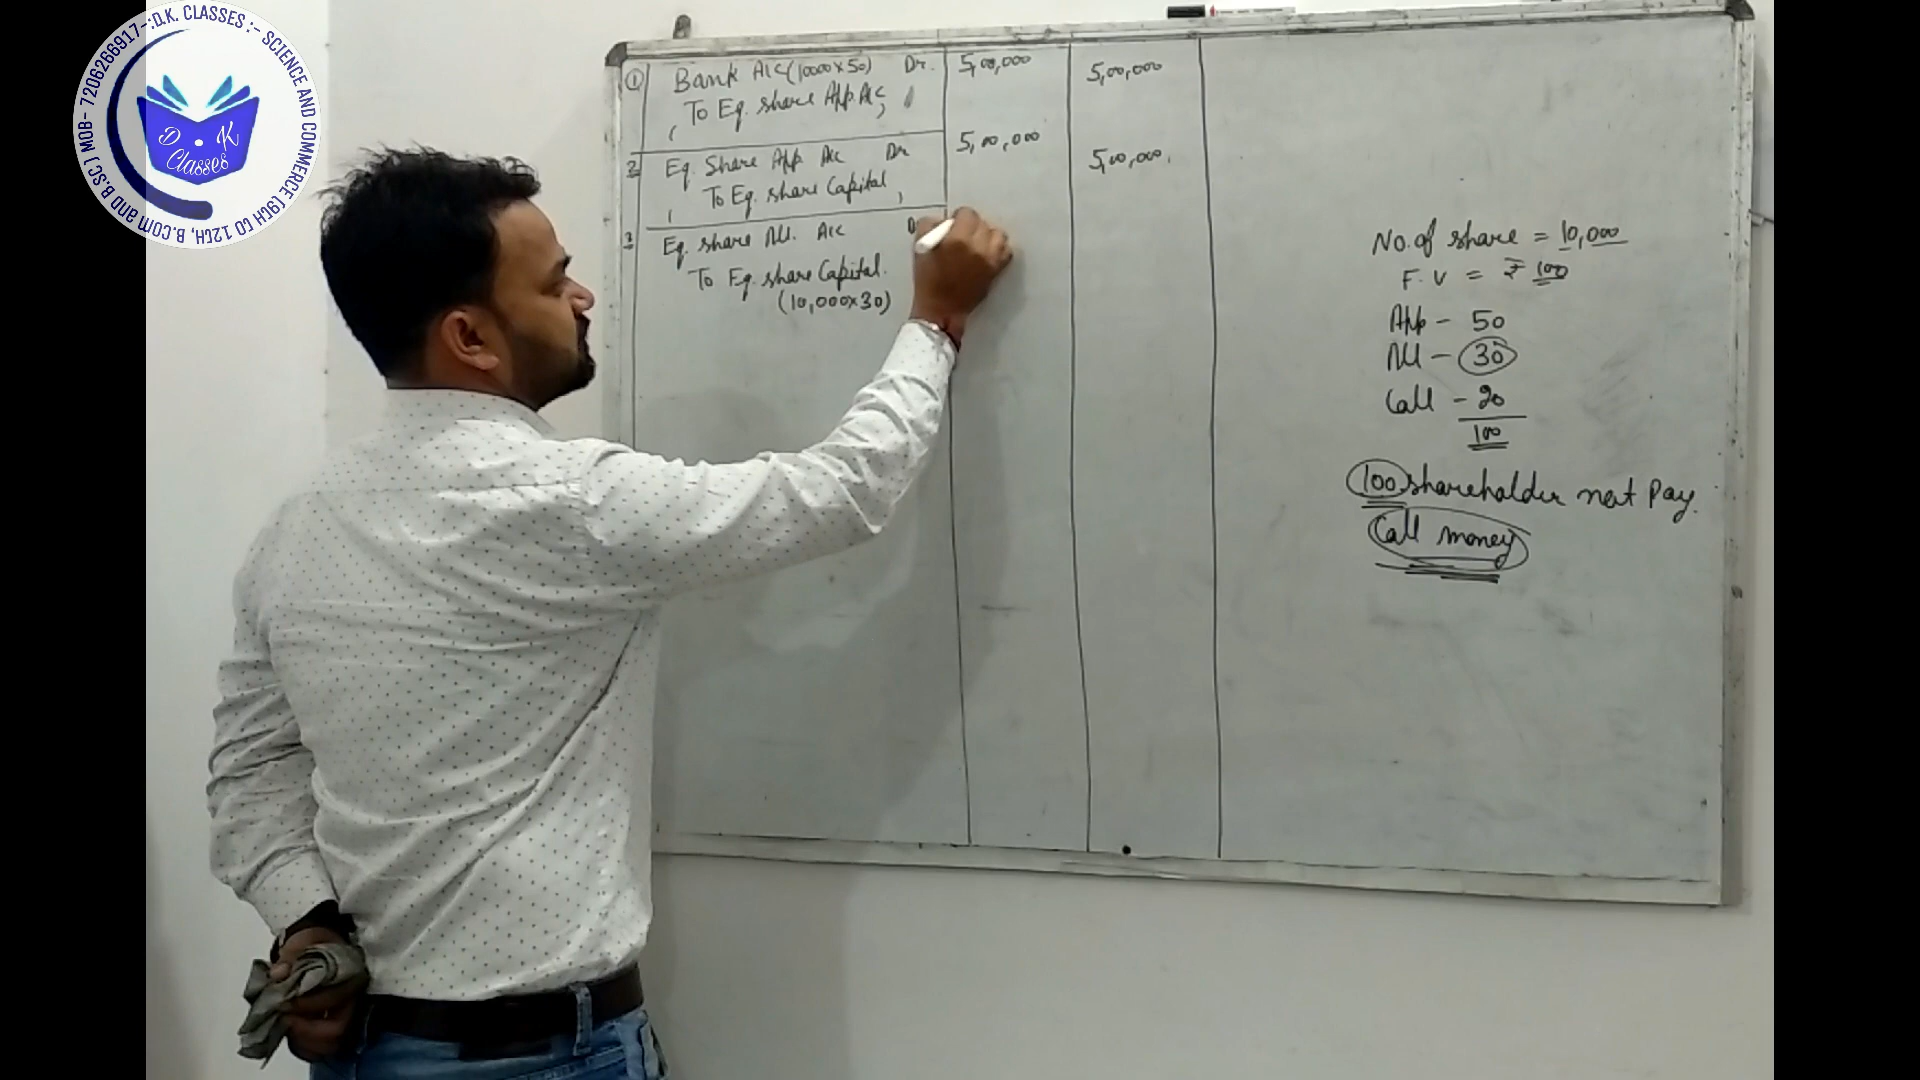 :D.K. CLASSES :- SCIENCE AND COMMERCE (9th to 12th, B.com and B.SC.) MOB- 7206266917-
D.K
Classes
① Bank A/c (10000×50) Dr. 5,00,000
To Eq. share App. A/c, 5,00,000
2 Eq. Share App. A/c Dr 5,00,000
To Eq. share Capital, 5,00,000.
3 Eq. share All. A/c
To Eq. share Capital.
(10,000×30)
No. of share = 10,000
F.V = ₹ 100
App - 50
All - 30
Call - 20
100
100 shareholder not pay.
Call money